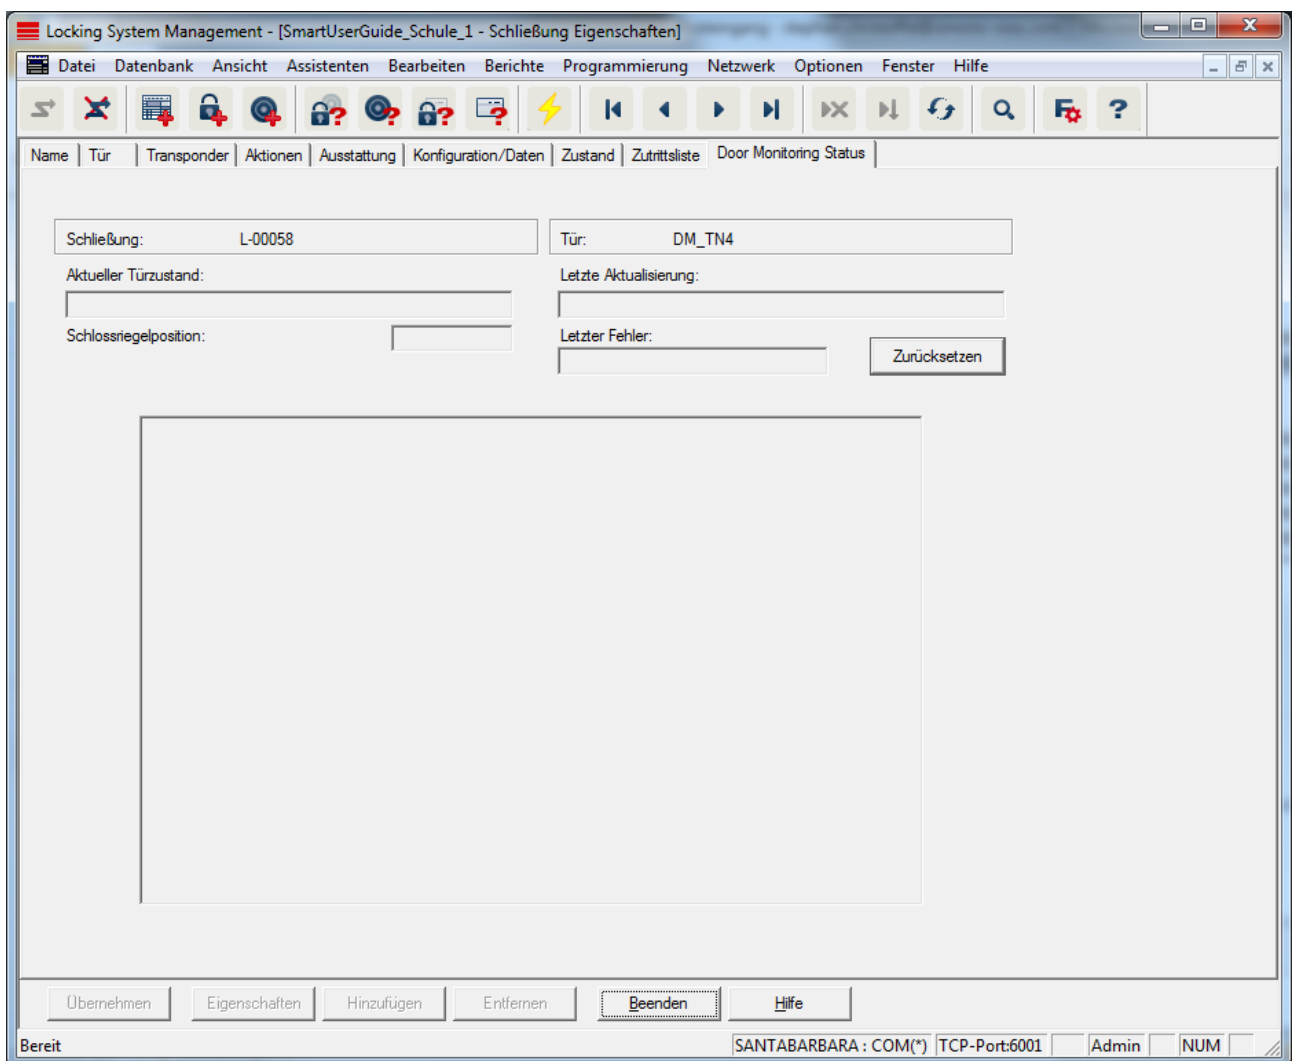 Locking System Management - [SmartUserGuide_Schule_1 - Schließung Eigenschaften]
Datei Datenbank Ansicht Assistenten Bearbeiten Berichte Programmierung Netzwerk Optionen Fenster Hilfe
Name Tür Transponder Aktionen Ausstattung Konfiguration/Daten Zustand Zutrittsliste Door Monitoring Status
Schließung: L-00058 Tür: DM_TN4
Aktueller Türzustand: Letzte Aktualisierung:
Schlossriegelposition: Letzter Fehler:
Zurücksetzen
Übernehmen Eigenschaften Hinzufügen Entfernen Beenden Hilfe
Bereit SANTABARBARA : COM(*) TCP-Port:6001 Admin NUM